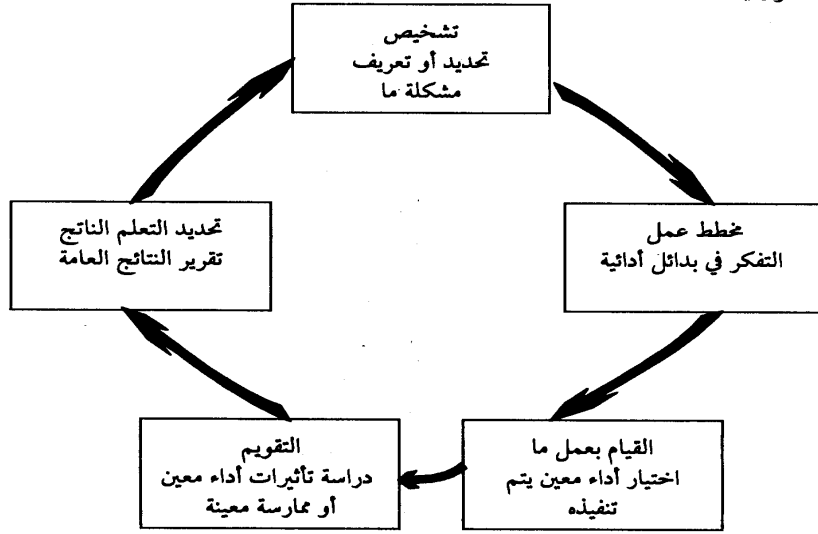 تشخيص
تحديد أو تعريف
مشكلة ما
مخطط عمل
التفكر في بدائل أدائية
القيام بعمل ما
اختيار أداء معين يتم
تنفيذه
التقويم
دراسة تأثيرات أداء معين
أو ممارسة معينة
تحديد التعلم الناتج
تقرير النتائج العامة